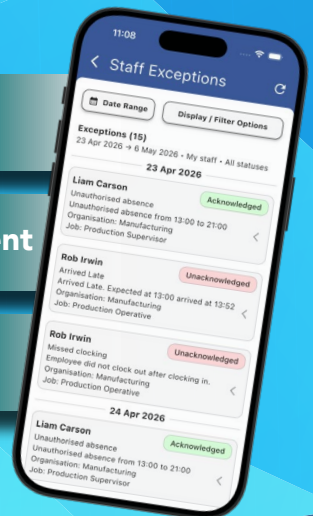 11:08
Staff Exceptions
Date Range
Display / Filter Options
Exceptions (15)
23 Apr 2026 → 6 May 2026 • My staff • All statuses
23 Apr 2026
Liam Carson
Acknowledged
Unauthorised absence
Unauthorised absence from 13:00 to 21:00
Organisation: Manufacturing
Job: Production Supervisor
Rob Irwin
Unacknowledged
Arrived Late
Arrived Late. Expected at 13:00 arrived at 13:52
Organisation: Manufacturing
Job: Production Operative
ent
Rob Irwin
Unacknowledged
Missed clocking
Employee did not clock out after clocking in.
Organisation: Manufacturing
Job: Production Operative
24 Apr 2026
Liam Carson
Acknowledged
Unauthorised absence
Unauthorised absence from 13:00 to 21:00
Organisation: Manufacturing
Job: Production Supervisor